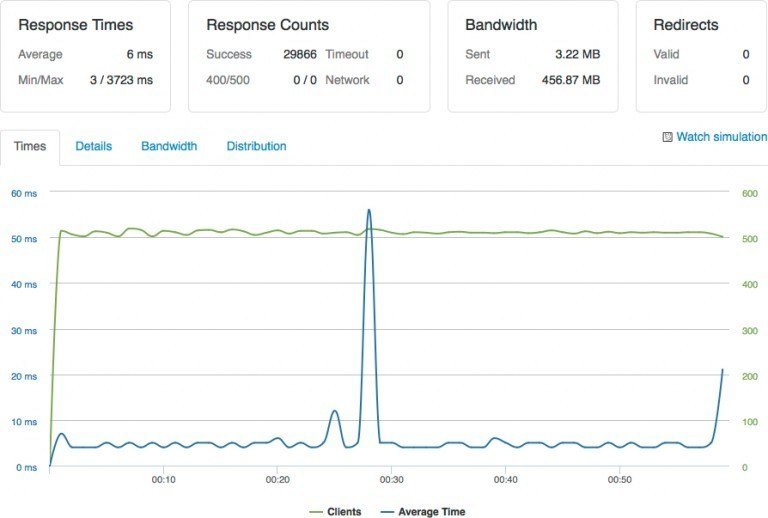 Response Times
Average 6 ms
Min/Max 3 / 3723 ms
Response Counts
Success 29866 Timeout 0
400/500 0 / 0 Network 0
Bandwidth
Sent 3.22 MB
Received 456.87 MB
Redirects
Valid 0
Invalid 0
Times Details Bandwidth Distribution Watch simulation
60 ms 600
50 ms 500
40 ms 400
30 ms 300
20 ms 200
10 ms 100
0 ms 0
00:10 00:20 00:30 00:40 00:50
Clients Average Time